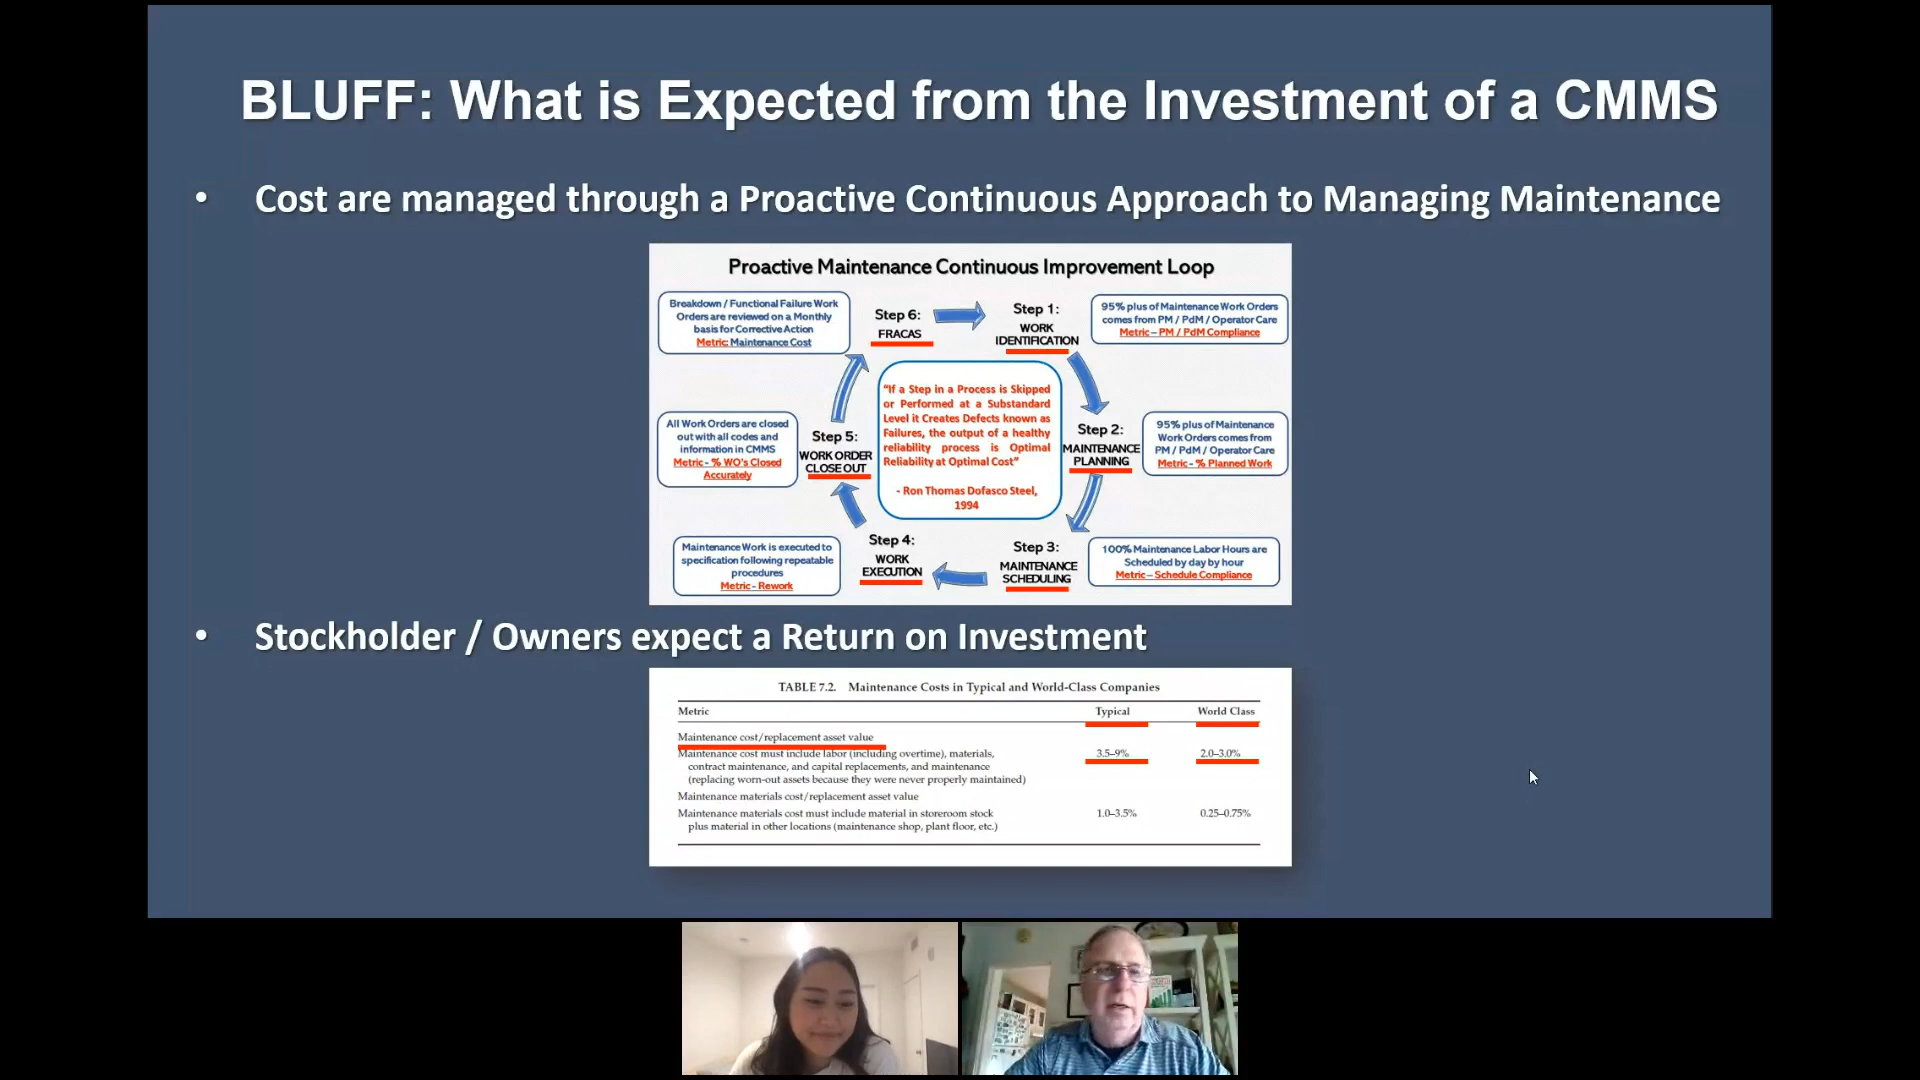 BLUFF: What is Expected from the Investment of a CMMS
• Cost are managed through a Proactive Continuous Approach to Managing Maintenance
Proactive Maintenance Continuous Improvement Loop
Step 1:
WORK
IDENTIFICATION
95% plus of Maintenance Work Orders
comes from PM / PdM / Operator Care
Metric – PM / PdM Compliance
Step 2:
MAINTENANCE
PLANNING
95% plus of Maintenance
Work Orders comes from
PM / PdM / Operator Care
Metric - % Planned Work
Step 3:
MAINTENANCE
SCHEDULING
100% Maintenance Labor Hours are
Scheduled by day by hour
Metric – Schedule Compliance
Step 4:
WORK
EXECUTION
Maintenance Work is executed to
specification following repeatable
procedures
Metric - Rework
Step 5:
WORK ORDER
CLOSE OUT
All Work Orders are closed
out with all codes and
information in CMMS
Metric - % WO's Closed
Accurately
Step 6:
FRACAS
Breakdown / Functional Failure Work
Orders are reviewed on a Monthly
basis for Corrective Action
Metric: Maintenance Cost
"If a Step in a Process is Skipped
or Performed at a Substandard
Level it Creates Defects known as
Failures, the output of a healthy
reliability process is Optimal
Reliability at Optimal Cost"
- Ron Thomas Dofasco Steel,
1994
• Stockholder / Owners expect a Return on Investment
TABLE 7.2. Maintenance Costs in Typical and World-Class Companies
Metric Typical World Class
Maintenance cost/replacement asset value
Maintenance cost must include labor (including overtime), materials, 3.5–9% 2.0–3.0%
contract maintenance, and capital replacements, and maintenance
(replacing worn-out assets because they were never properly maintained)
Maintenance materials cost/replacement asset value
Maintenance materials cost must include material in storeroom stock 1.0–3.5% 0.25–0.75%
plus material in other locations (maintenance shop, plant floor, etc.)